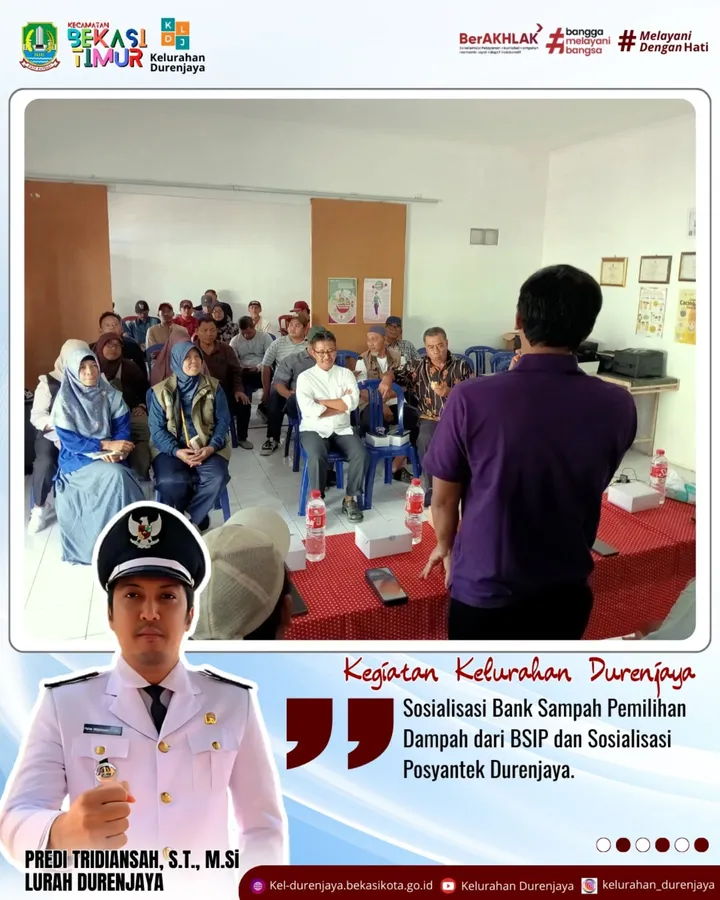 KECAMATAN
BEKASI
TIMUR
K L
D J
Kelurahan
Durenjaya
BerAKHLAK
#bangga
melayani
bangsa
#Melayani
Dengan Hati
Kegiatan Kelurahan Durenjaya
Sosialisasi Bank Sampah Pemilihan
Dampah dari BSIP dan Sosialisasi
Posyantek Durenjaya.
PREDI TRIDIANSAH, S.T., M.Si
LURAH DURENJAYA
Kel-durenjaya.bekasikota.go.id
Kelurahan Durenjaya
kelurahan_durenjaya